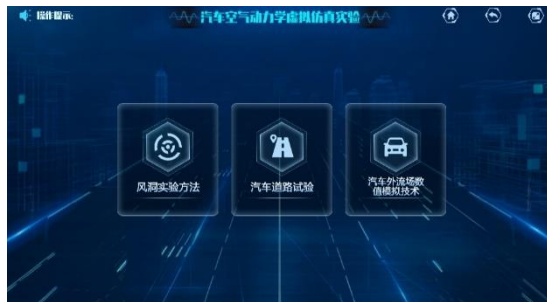 操作提示:
汽车空气动力学虚拟仿真实验
风洞实验方法
汽车道路试验
汽车外流场数
值模拟技术